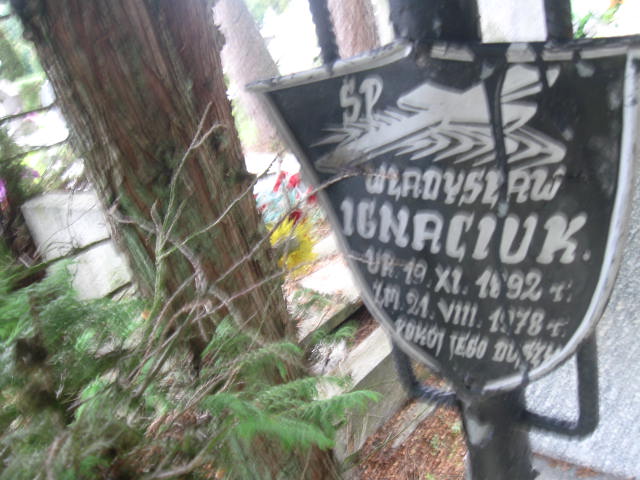 ŚP
WŁADYSŁAW
IGNACIUK.
UR. 19. XI. 1892 r.
ZM. 21. VIII. 1978 r.
POKÓJ JEGO DUSZY